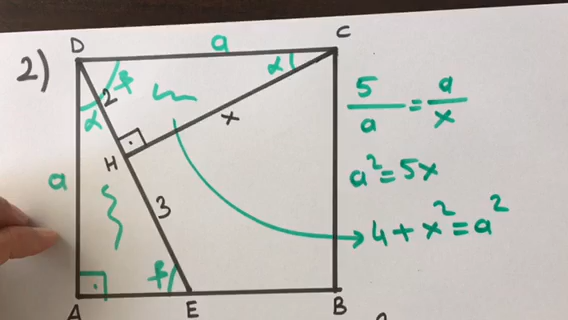 2)
D
a
C
β
α
2
α
H
x
a
3
β
A
E
B
5/a = a/x
a² = 5x
4 + x² = a²